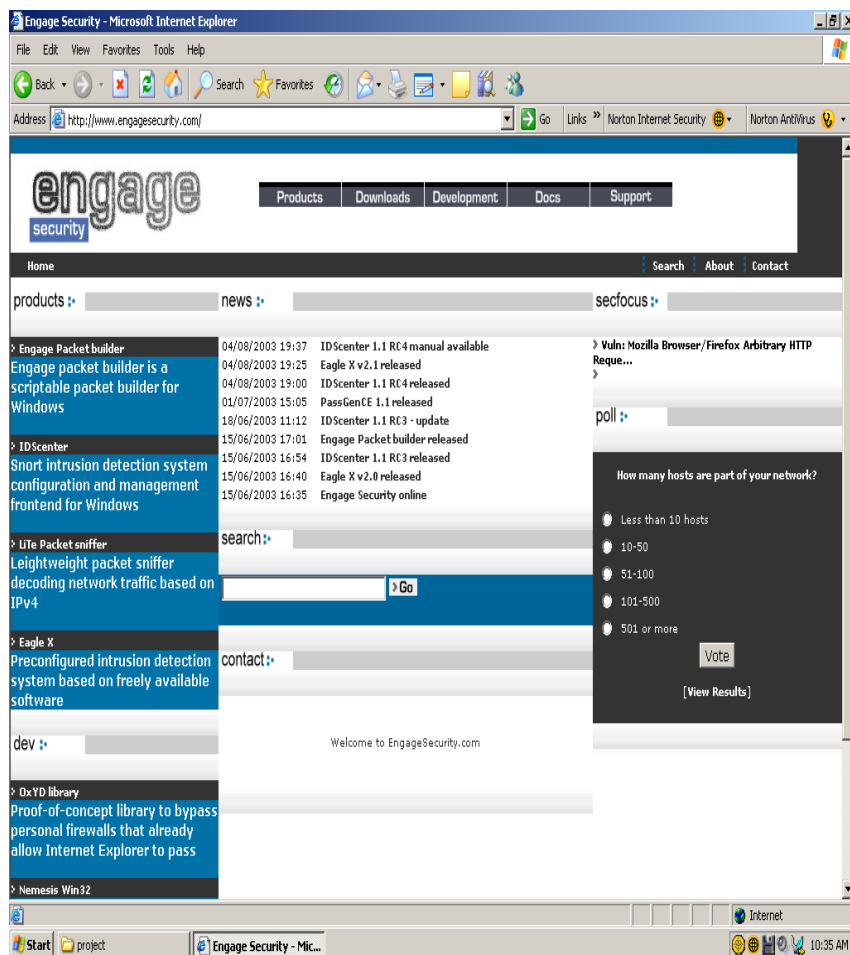 Engage Security - Microsoft Internet Explorer
File Edit View Favorites Tools Help
Back Search Favorites
Address http://www.engagesecurity.com/ Go Links » Norton Internet Security Norton AntiVirus
engage
security
Products Downloads Development Docs Support
Home Search About Contact
products
> Engage Packet builder
Engage packet builder is a
scriptable packet builder for
Windows
> IDScenter
Snort intrusion detection system
configuration and management
frontend for Windows
> LiTe Packet sniffer
Leightweight packet sniffer
decoding network traffic based on
IPv4
> Eagle X
Preconfigured intrusion detection
system based on freely available
software
dev
> OxYD library
Proof-of-concept library to bypass
personal firewalls that already
allow Internet Explorer to pass
> Nemesis Win32
news
04/08/2003 19:37 IDScenter 1.1 RC4 manual available
04/08/2003 19:25 Eagle X v2.1 released
04/08/2003 19:00 IDScenter 1.1 RC4 released
01/07/2003 15:05 PassGenCE 1.1 released
18/06/2003 11:12 IDScenter 1.1 RC3 - update
15/06/2003 17:01 Engage Packet builder released
15/06/2003 16:54 IDScenter 1.1 RC3 released
15/06/2003 16:40 Eagle X v2.0 released
15/06/2003 16:35 Engage Security online
search
> Go
contact
Welcome to EngageSecurity.com
secfocus
> Vuln: Mozilla Browser/Firefox Arbitrary HTTP
Reque...
>
poll
How many hosts are part of your network?
Less than 10 hosts
10-50
51-100
101-500
501 or more
Vote
[View Results]
Internet
Start project Engage Security - Mic... 10:35 AM